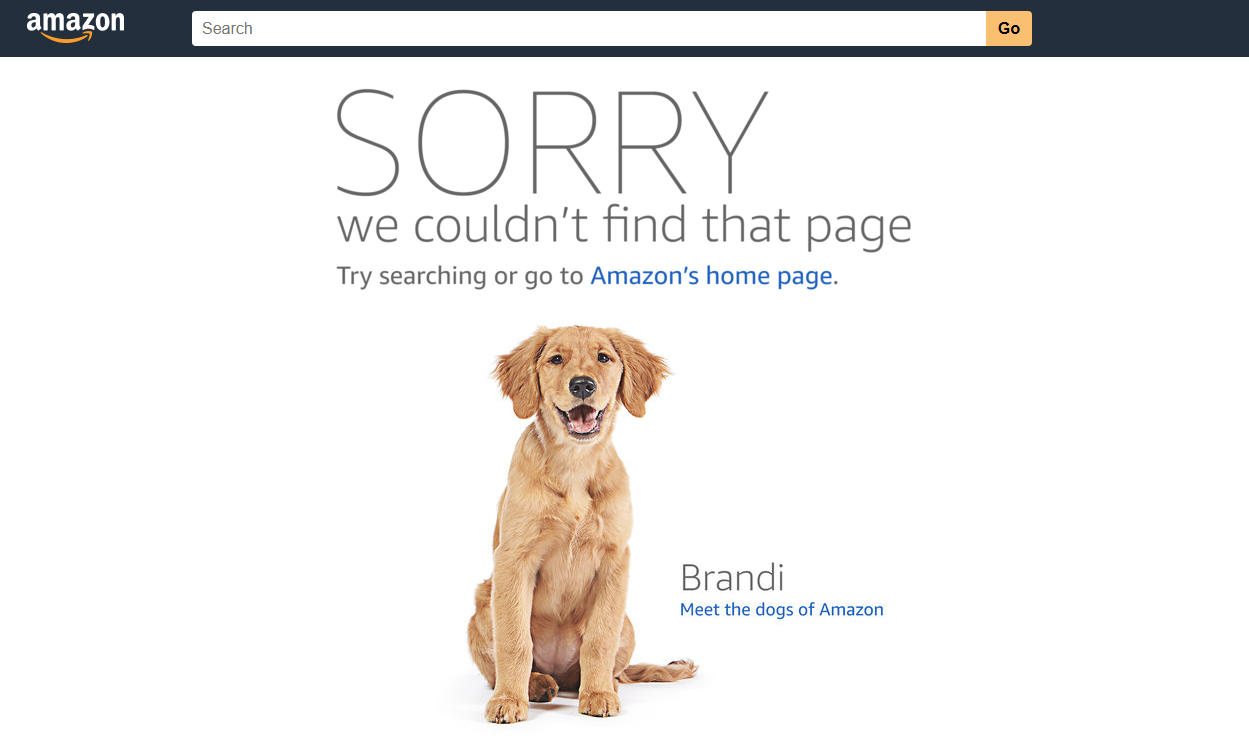 amazon
Search
Go
SORRY
we couldn't find that page
Try searching or go to Amazon's home page.
Brandi
Meet the dogs of Amazon